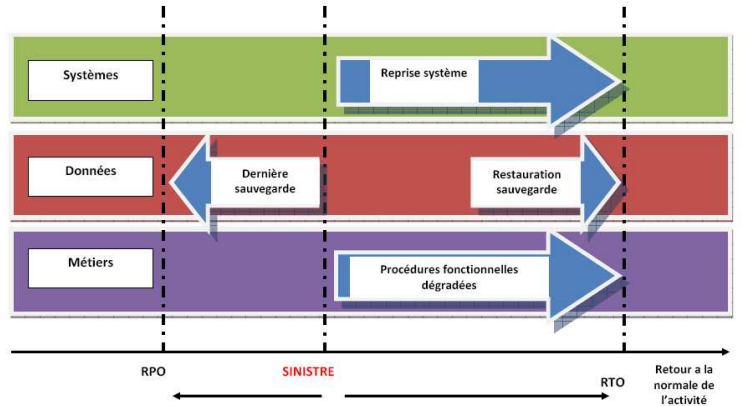 Systèmes
Reprise système
Données
Dernière
sauvegarde
Restauration
sauvegarde
Métiers
Procédures fonctionnelles
dégradées
RPO
SINISTRE
RTO
Retour a la
normale de
l'activité